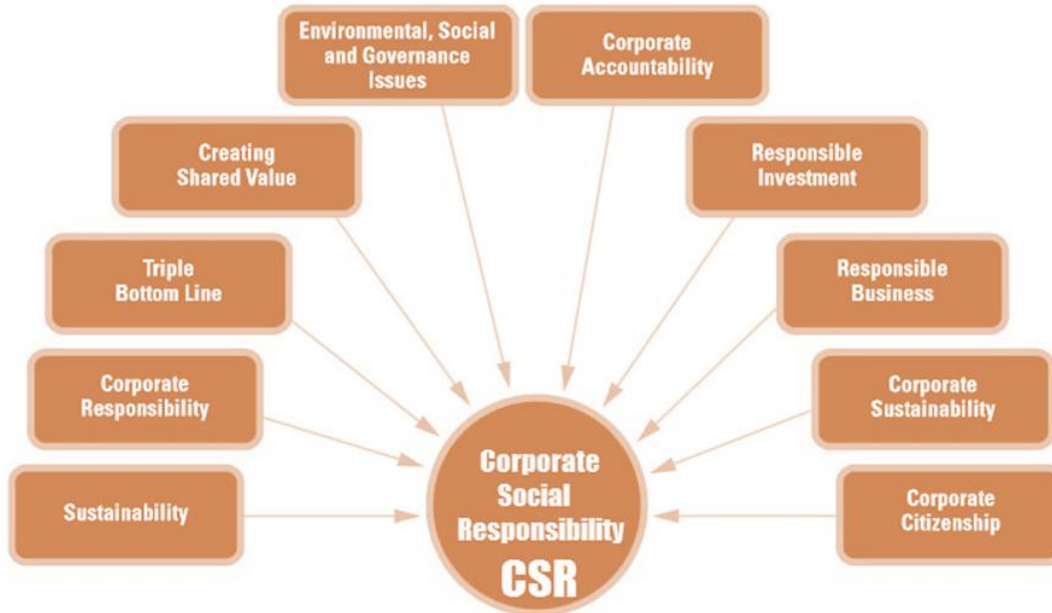 Environmental, Social
and Governance
Issues
Corporate
Accountability
Creating
Shared Value
Responsible
Investment
Triple
Bottom Line
Responsible
Business
Corporate
Responsibility
Corporate
Sustainability
Sustainability
Corporate
Citizenship
Corporate
Social
Responsibility
CSR